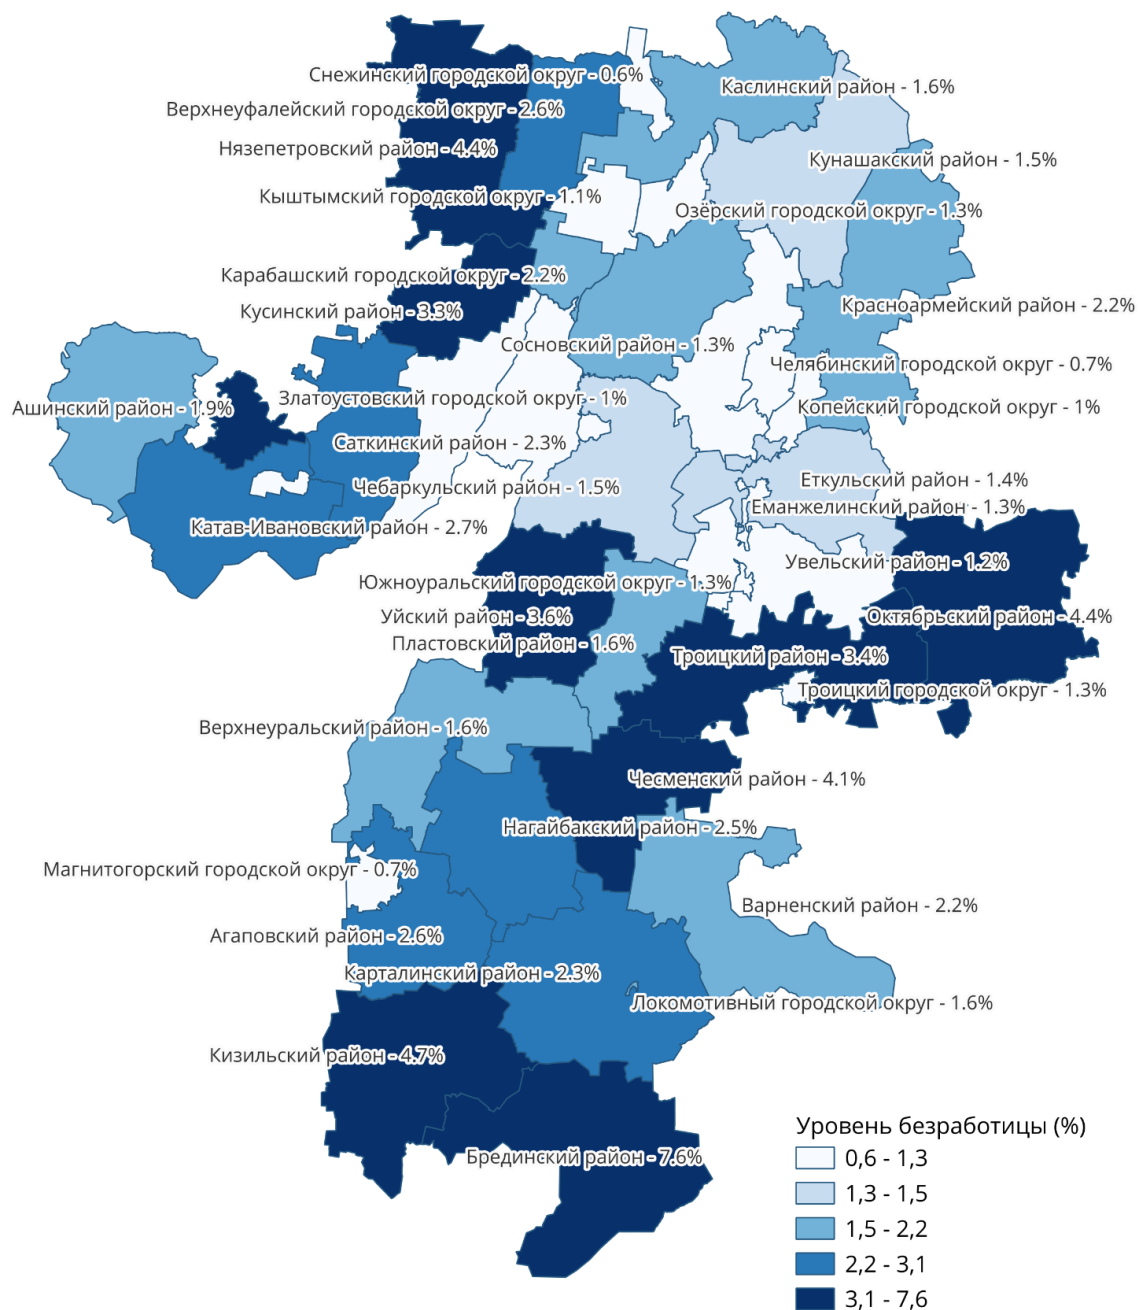 Снежинский городской округ - 0.6%
Каслинский район - 1.6%
Верхнеуфалейский городской округ - 2.6%
Нязепетровский район - 4.4%
Кунашакский район - 1.5%
Кыштымский городской округ - 1.1%
Озёрский городской округ - 1.3%
Карабашский городской округ - 2.2%
Красноармейский район - 2.2%
Кусинский район - 3.3%
Сосновский район - 1.3%
Челябинский городской округ - 0.7%
Златоустовский городской округ - 1%
Ашинский район - 1.9%
Копейский городской округ - 1%
Саткинский район - 2.3%
Еткульский район - 1.4%
Чебаркульский район - 1.5%
Еманжелинский район - 1.3%
Катав-Ивановский район - 2.7%
Увельский район - 1.2%
Южноуральский городской округ - 1.3%
Уйский район - 3.6%
Октябрьский район - 4.4%
Пластовский район - 1.6%
Троицкий район - 3.4%
Троицкий городской округ - 1.3%
Верхнеуральский район - 1.6%
Чесменский район - 4.1%
Нагайбакский район - 2.5%
Магнитогорский городской округ - 0.7%
Варненский район - 2.2%
Агаповский район - 2.6%
Карталинский район - 2.3%
Локомотивный городской округ - 1.6%
Кизильский район - 4.7%
Брединский район - 7.6%
Уровень безработицы (%)
0,6 - 1,3
1,3 - 1,5
1,5 - 2,2
2,2 - 3,1
3,1 - 7,6